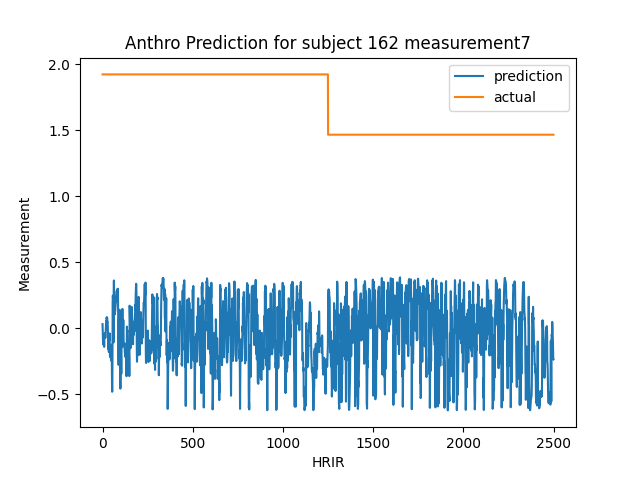 Anthro Prediction for subject 162 measurement7
2.0
1.5
1.0
0.5
0.0
−0.5
Measurement
prediction
actual
0 500 1000 1500 2000 2500
HRIR